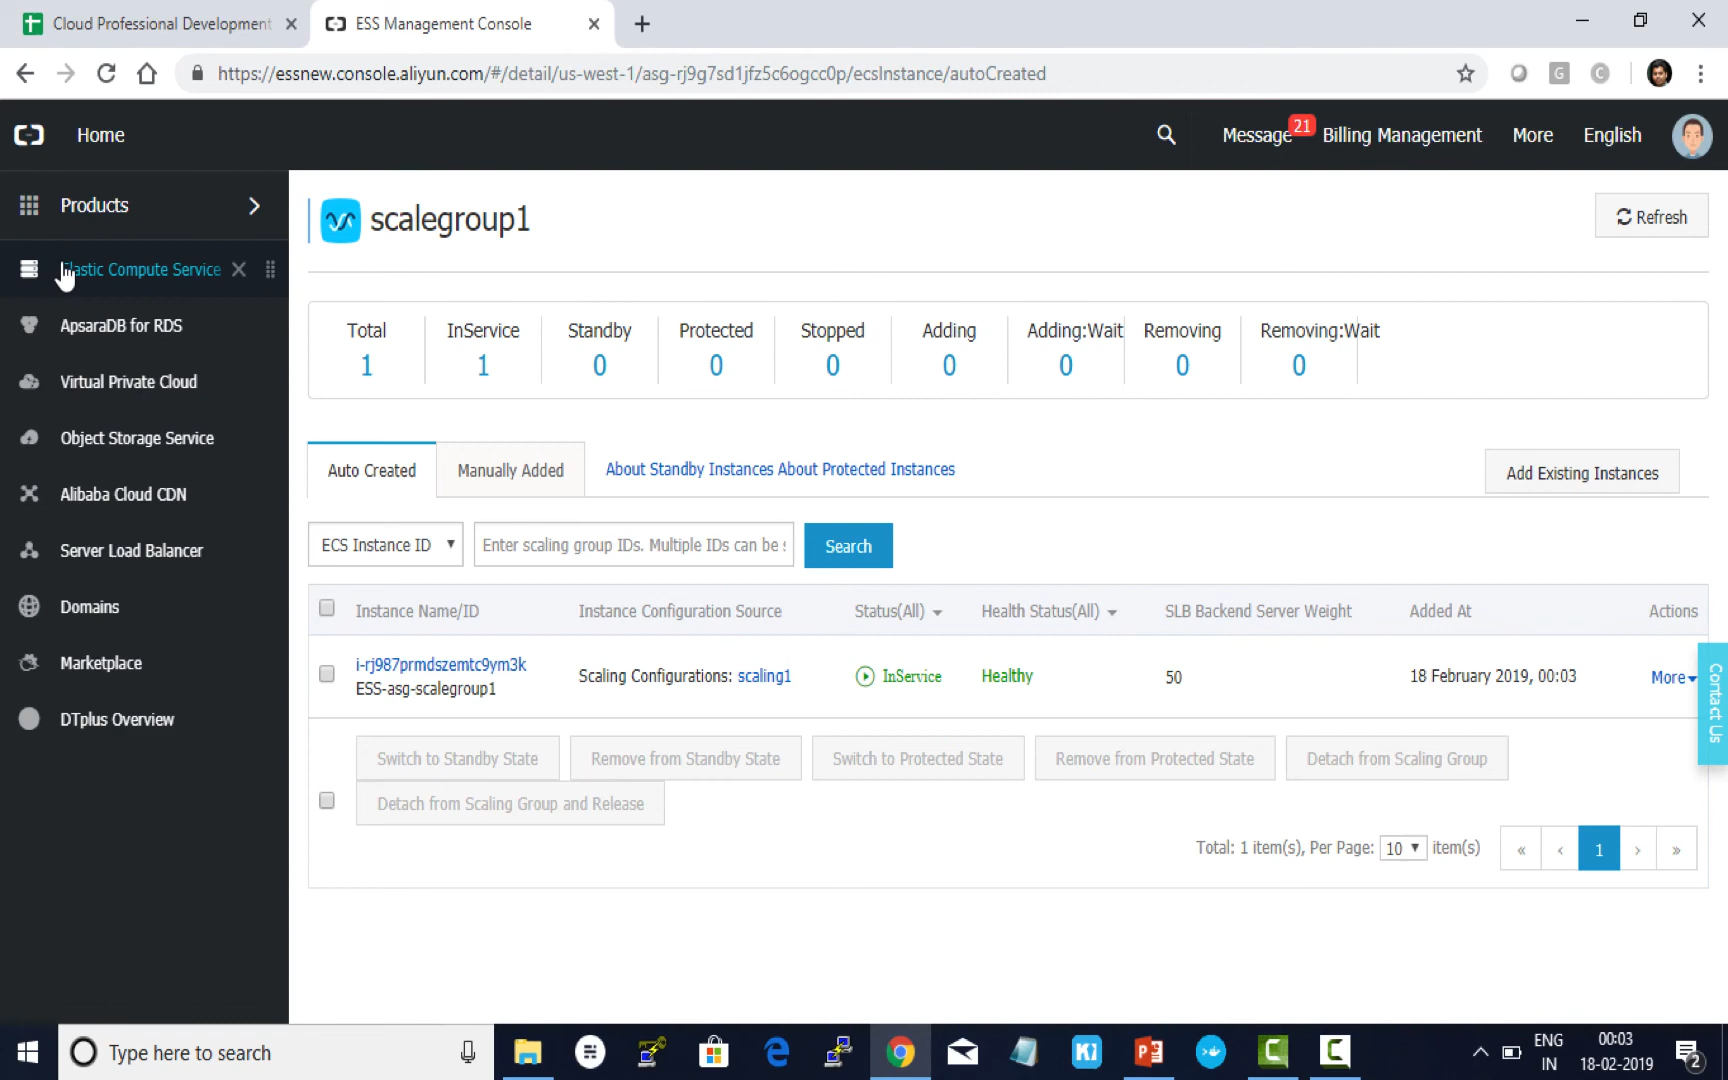 Cloud Professional Development
ESS Management Console
https://essnew.console.aliyun.com/#/detail/us-west-1/asg-rj9g7sd1jfz5c6ogcc0p/ecsInstance/autoCreated
G
C
Home
Message 21
Billing Management
More
English
Products
Elastic Compute Service
ApsaraDB for RDS
Virtual Private Cloud
Object Storage Service
Alibaba Cloud CDN
Server Load Balancer
Domains
Marketplace
DTplus Overview
scalegroup1
Refresh
Total InService Standby Protected Stopped Adding Adding:Wait Removing Removing:Wait
1 1 0 0 0 0 0 0 0
Auto Created Manually Added About Standby Instances About Protected Instances Add Existing Instances
ECS Instance ID Enter scaling group IDs. Multiple IDs can be Search
Instance Name/ID Instance Configuration Source Status(All) Health Status(All) SLB Backend Server Weight Added At Actions
i-rj987prmdszemtc9ym3k
ESS-asg-scalegroup1
Scaling Configurations: scaling1 InService Healthy 50 18 February 2019, 00:03 More
Switch to Standby State Remove from Standby State Switch to Protected State Remove from Protected State Detach from Scaling Group
Detach from Scaling Group and Release
Total: 1 item(s), Per Page: 10 item(s) « ‹ 1 › »
Contact Us
Type here to search
ENG
IN
00:03
18-02-2019
2